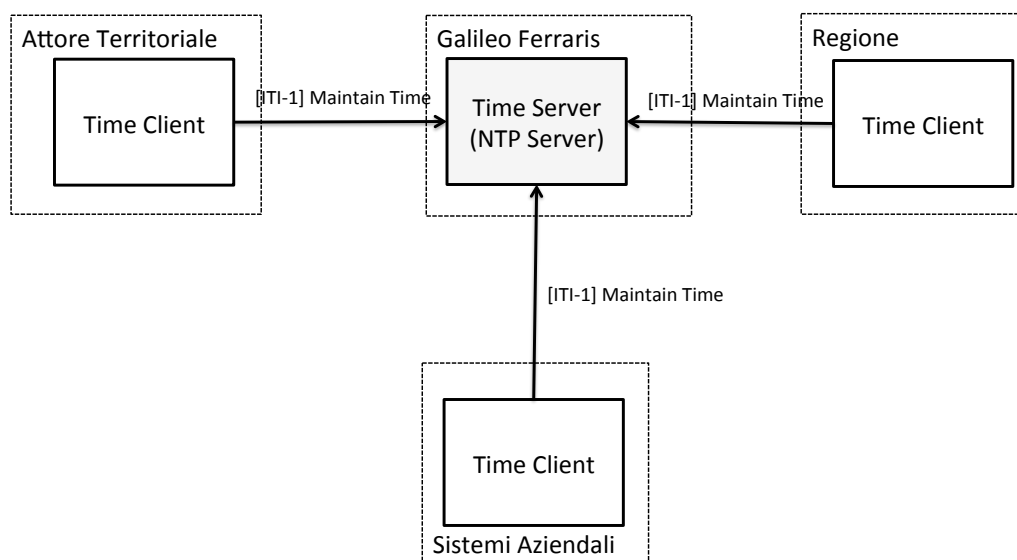 Attore Territoriale
Galileo Ferraris
Regione
Time Client
[ITI-1] Maintain Time
Time Server
(NTP Server)
[ITI-1] Maintain Time
Time Client
[ITI-1] Maintain Time
Time Client
Sistemi Aziendali